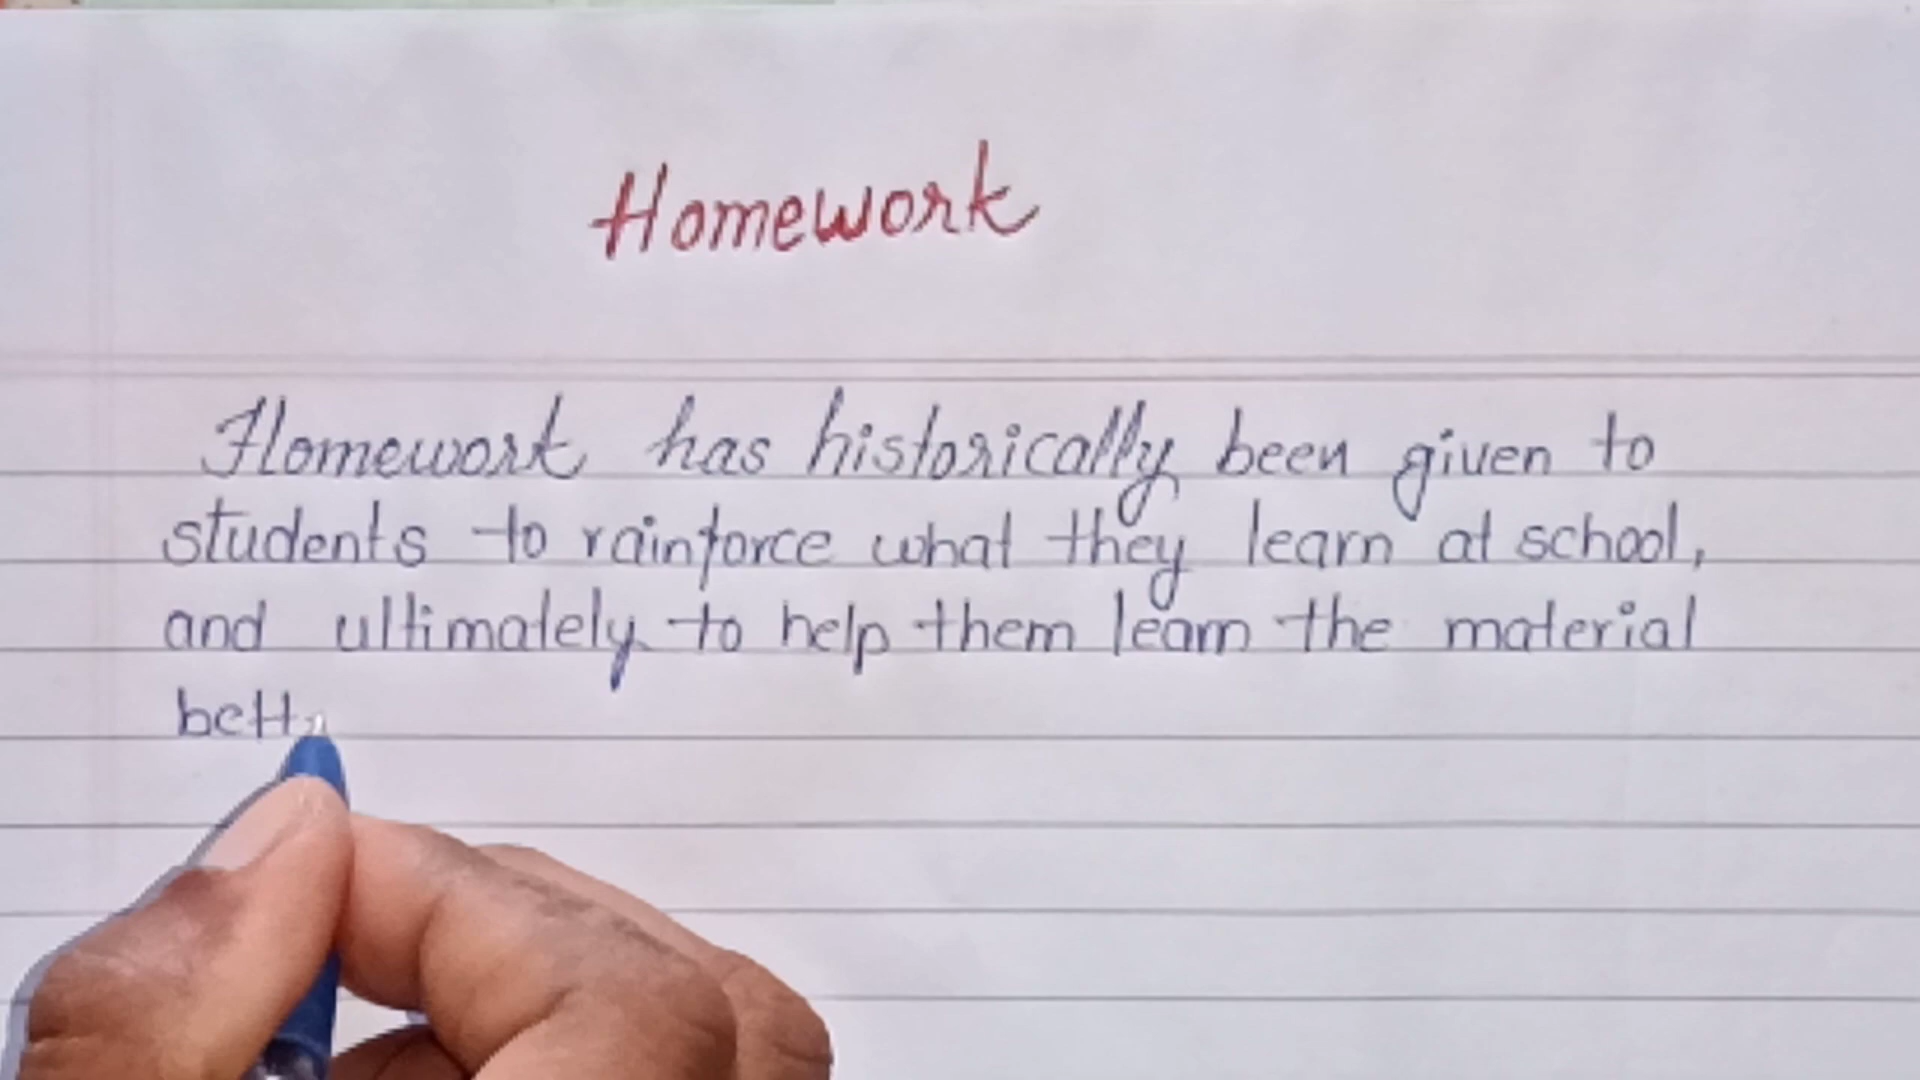 Homework
Homework has historically been given to
students to rainforce what they learn at school,
and ultimately to help them learn the material
bett